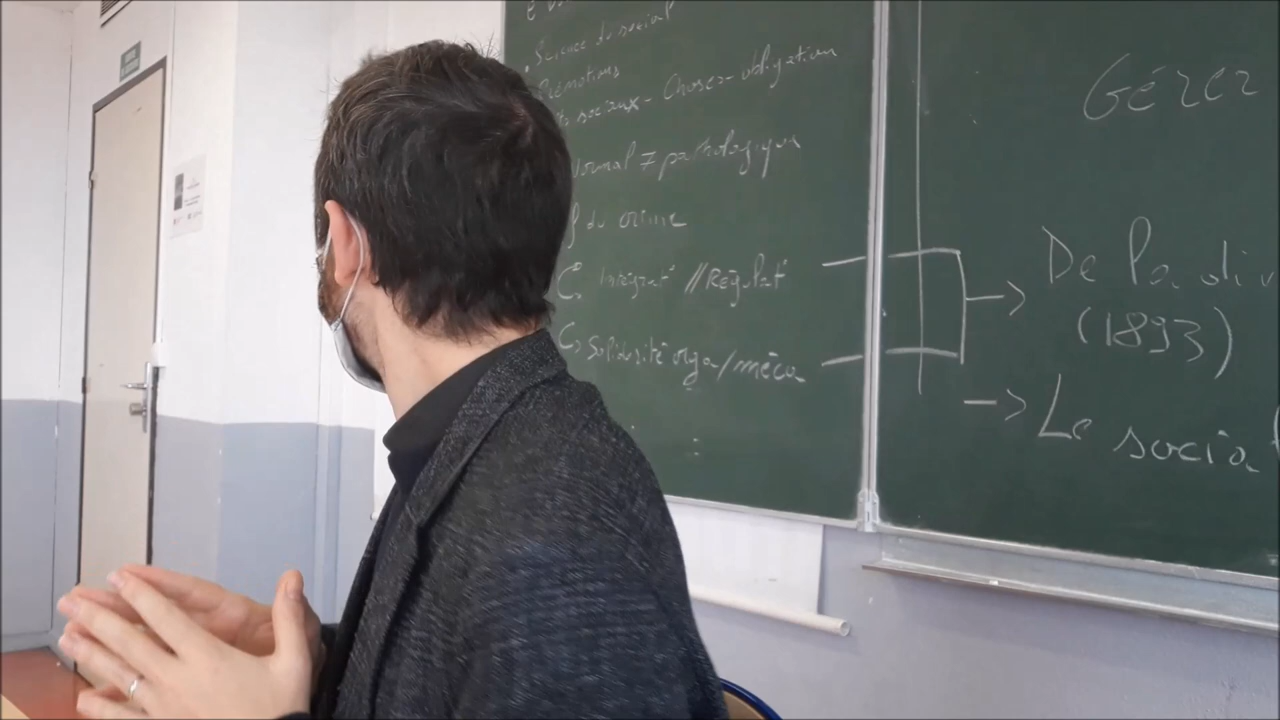 . Science du social
Prénotions
sociaux - Choses - obligation
Normal ≠ pathologique
du crime
Intégrat° // Régulat°
Solidarité orga/méca
Gérer
De la div
(1893)
→ Le social